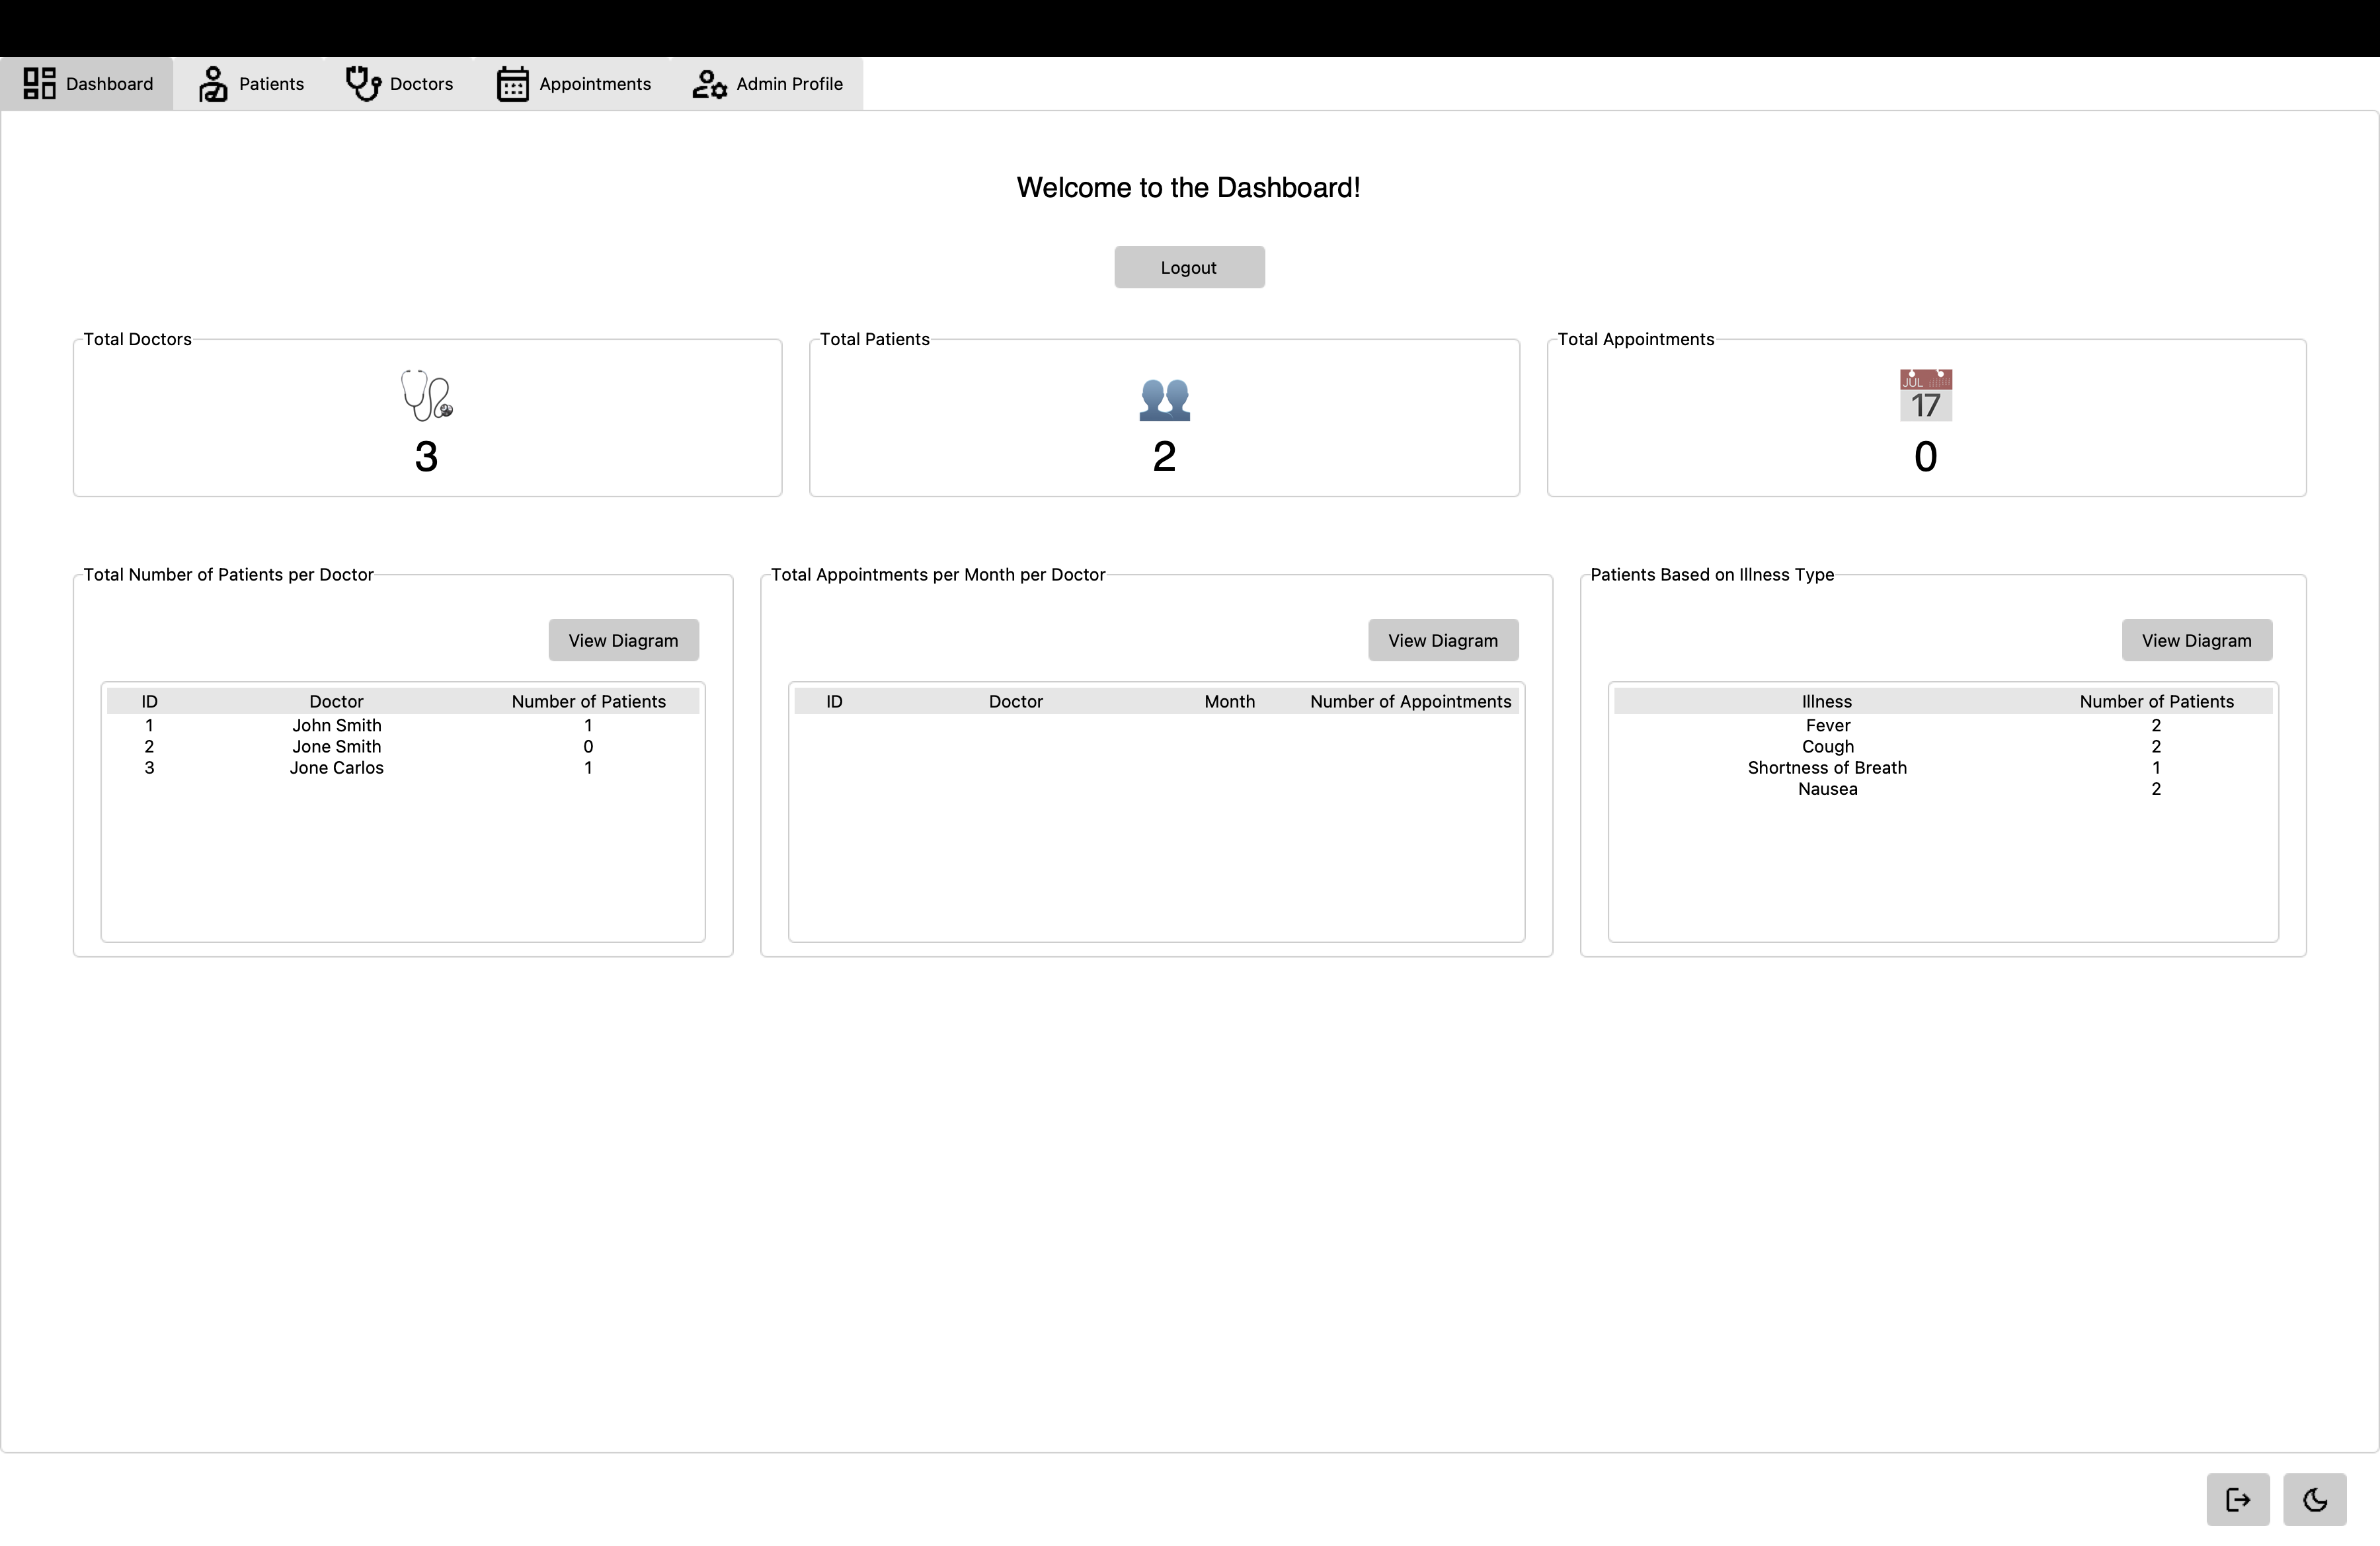 Dashboard Patients Doctors Appointments Admin Profile
Welcome to the Dashboard!
Logout
Total Doctors
3
Total Patients
2
Total Appointments
JUL
17
0
Total Number of Patients per Doctor
View Diagram
ID Doctor Number of Patients
1 John Smith 1
2 Jone Smith 0
3 Jone Carlos 1
Total Appointments per Month per Doctor
View Diagram
ID Doctor Month Number of Appointments
Patients Based on Illness Type
View Diagram
Illness Number of Patients
Fever 2
Cough 2
Shortness of Breath 1
Nausea 2